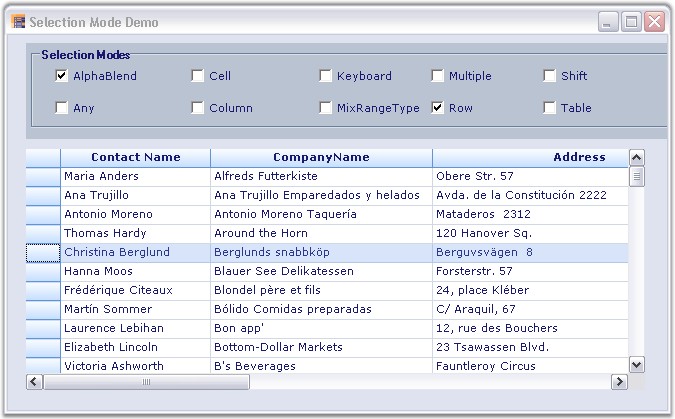 Selection Mode Demo
Selection Modes
AlphaBlend Cell Keyboard Multiple Shift
Any Column MixRangeType Row Table
Contact Name CompanyName Address
Maria Anders Alfreds Futterkiste Obere Str. 57
Ana Trujillo Ana Trujillo Emparedados y helados Avda. de la Constitución 2222
Antonio Moreno Antonio Moreno Taquería Mataderos  2312
Thomas Hardy Around the Horn 120 Hanover Sq.
Christina Berglund Berglunds snabbköp Berguvsvägen  8
Hanna Moos Blauer See Delikatessen Forsterstr. 57
Frédérique Citeaux Blondel père et fils 24, place Kléber
Martín Sommer Bólido Comidas preparadas C/ Araquil, 67
Laurence Lebihan Bon app' 12, rue des Bouchers
Elizabeth Lincoln Bottom-Dollar Markets 23 Tsawassen Blvd.
Victoria Ashworth B's Beverages Fauntleroy Circus